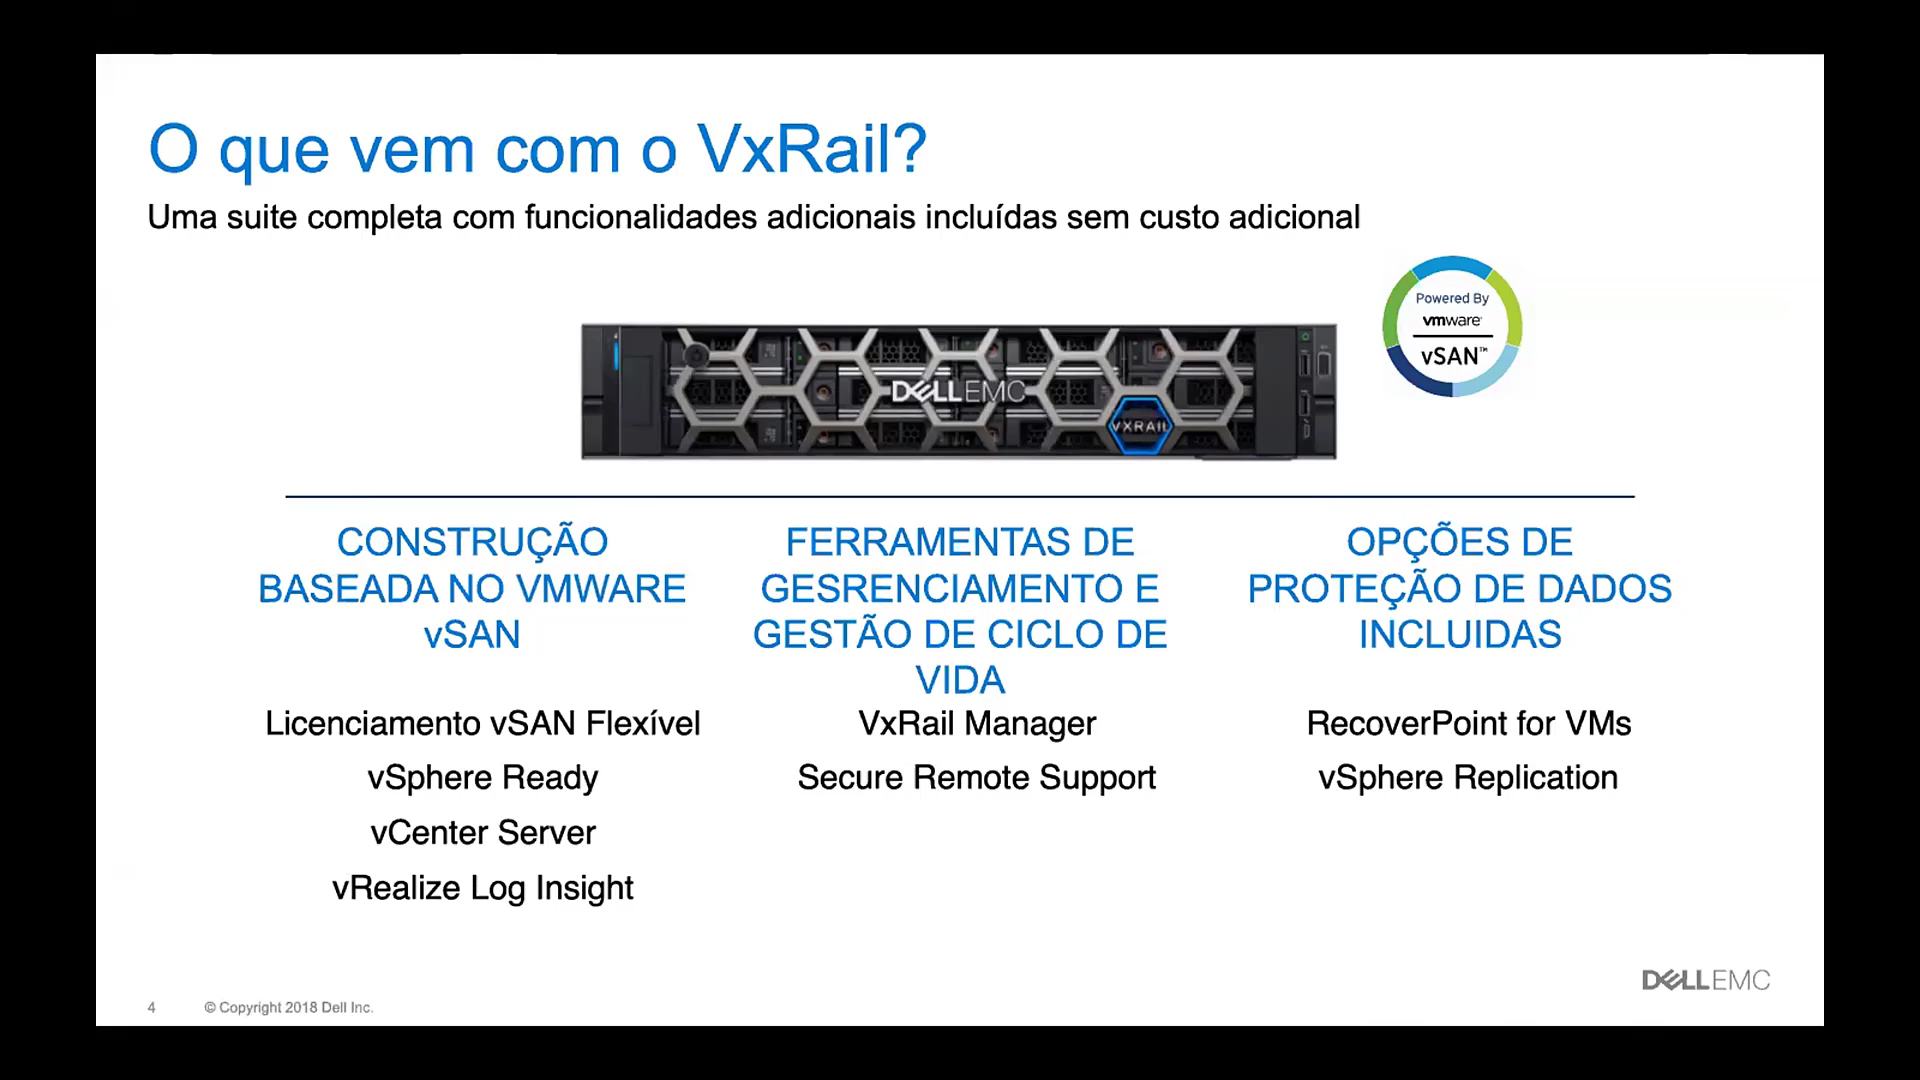 O que vem com o VxRail?
Uma suite completa com funcionalidades adicionais incluídas sem custo adicional
Powered By
vmware
vSAN™
DELLEMC
VXRAIL
CONSTRUÇÃO
BASEADA NO VMWARE
vSAN
Licenciamento vSAN Flexível
vSphere Ready
vCenter Server
vRealize Log Insight
FERRAMENTAS DE
GESRENCIAMENTO E
GESTÃO DE CICLO DE
VIDA
VxRail Manager
Secure Remote Support
OPÇÕES DE
PROTEÇÃO DE DADOS
INCLUIDAS
RecoverPoint for VMs
vSphere Replication
DELLEMC
4 © Copyright 2018 Dell Inc.